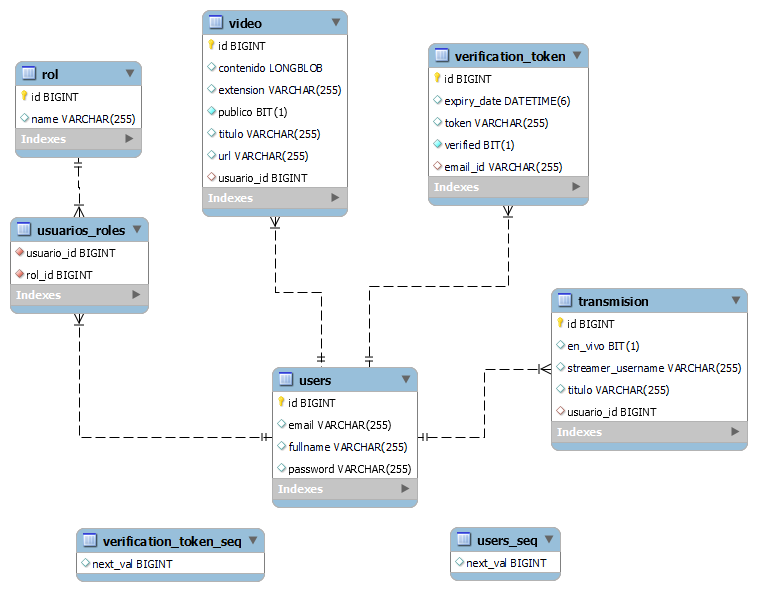 rol
id BIGINT
name VARCHAR(255)
Indexes
video
id BIGINT
contenido LONGBLOB
extension VARCHAR(255)
publico BIT(1)
titulo VARCHAR(255)
url VARCHAR(255)
usuario_id BIGINT
Indexes
verification_token
id BIGINT
expiry_date DATETIME(6)
token VARCHAR(255)
verified BIT(1)
email_id VARCHAR(255)
Indexes
usuarios_roles
usuario_id BIGINT
rol_id BIGINT
Indexes
transmision
id BIGINT
en_vivo BIT(1)
streamer_username VARCHAR(255)
titulo VARCHAR(255)
usuario_id BIGINT
Indexes
users
id BIGINT
email VARCHAR(255)
fullname VARCHAR(255)
password VARCHAR(255)
Indexes
verification_token_seq
next_val BIGINT
users_seq
next_val BIGINT